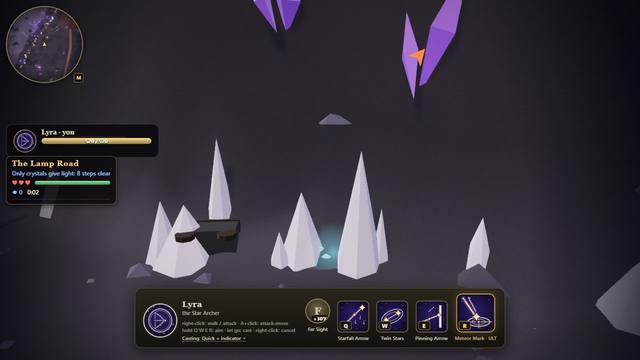 M
Lyra - you
The Lamp Road
Only crystals give light: 8 steps clear
0 0:02
Lyra
the Star Archer
right-click: walk / attack · A+click: attack-move
hold Q W E R: aim · let go: cast · right-click: cancel
Casting: Quick + indicator
F
Far Sight
Q
Starfall Arrow
W
Twin Stars
E
Pinning Arrow
R
Meteor Mark · ULT